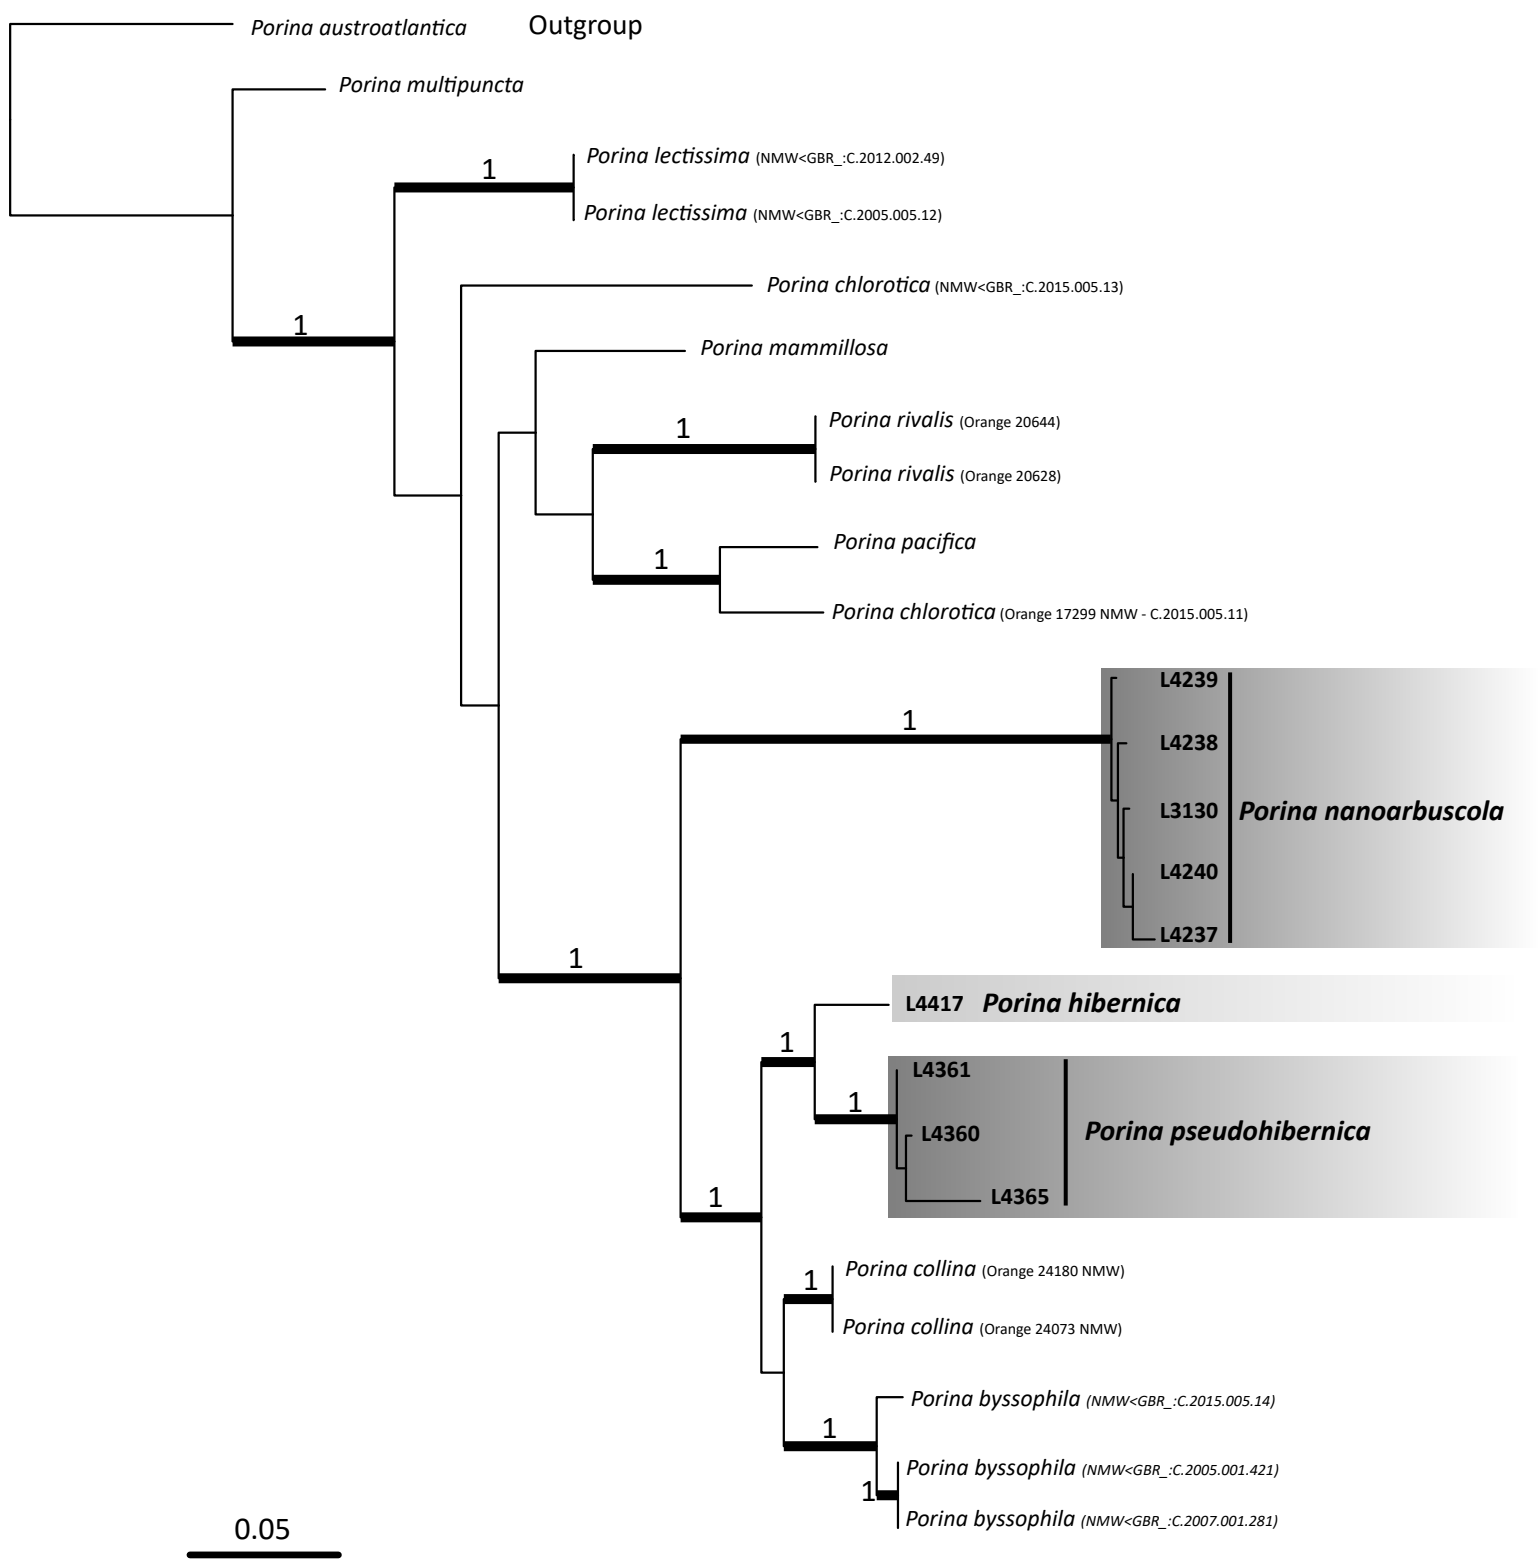 Porina austroatlantica Outgroup
Porina multipuncta
1
Porina lectissima (NMW<GBR_:C.2012.002.49)
Porina lectissima (NMW<GBR_:C.2005.005.12)
Porina chlorotica (NMW<GBR_:C.2015.005.13)
1
Porina mammillosa
1
Porina rivalis (Orange 20644)
Porina rivalis (Orange 20628)
Porina pacifica
1
Porina chlorotica (Orange 17299 NMW - C.2015.005.11)
L4239
1
L4238
L3130 Porina nanoarbuscola
L4240
L4237
1
L4417 Porina hibernica
1
L4361
1
L4360 Porina pseudohibernica
L4365
1
Porina collina (Orange 24180 NMW)
1
Porina collina (Orange 24073 NMW)
Porina byssophila (NMW<GBR_:C.2015.005.14)
1
Porina byssophila (NMW<GBR_:C.2005.001.421)
1
Porina byssophila (NMW<GBR_:C.2007.001.281)
0.05